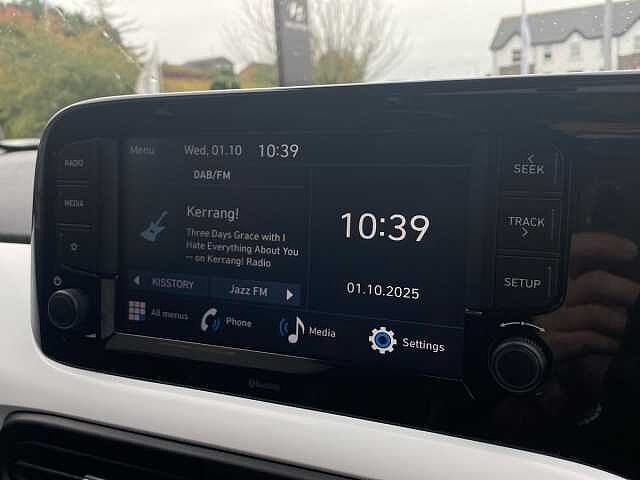 RADIO
MEDIA
Menu
Wed, 01.10
10:39
DAB/FM
Kerrang!
Three Days Grace with I
Hate Everything About You
— on Kerrang! Radio
KISSTORY
Jazz FM
10:39
01.10.2025
All menus
Phone
Media
Settings
SEEK
TRACK
SETUP
Bluetooth